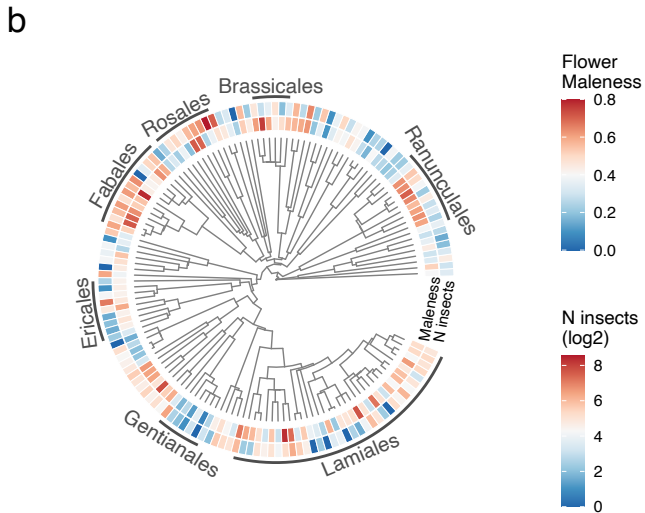 b
Brassicales
Rosales
Fabales
Ranunculales
Ericales
Gentianales
Lamiales
Maleness
N insects
Flower
Maleness
0.8
0.6
0.4
0.2
0.0
N insects
(log2)
8
6
4
2
0